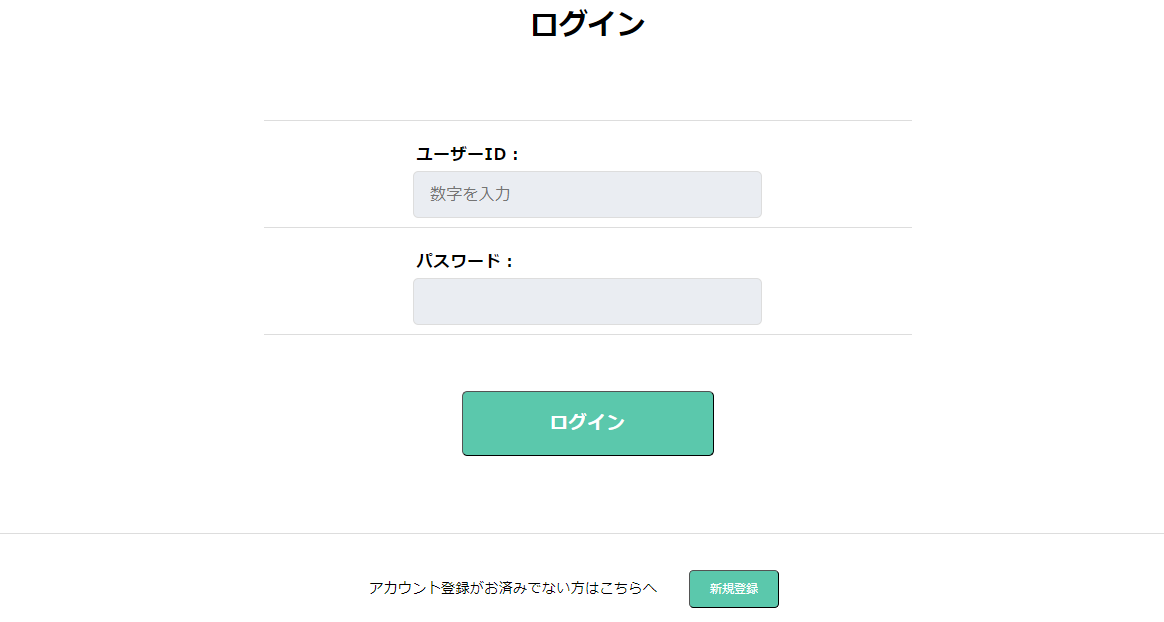 ログイン
ユーザーID：
数字を入力
パスワード：
ログイン
アカウント登録がお済みでない方はこちらへ 新規登録